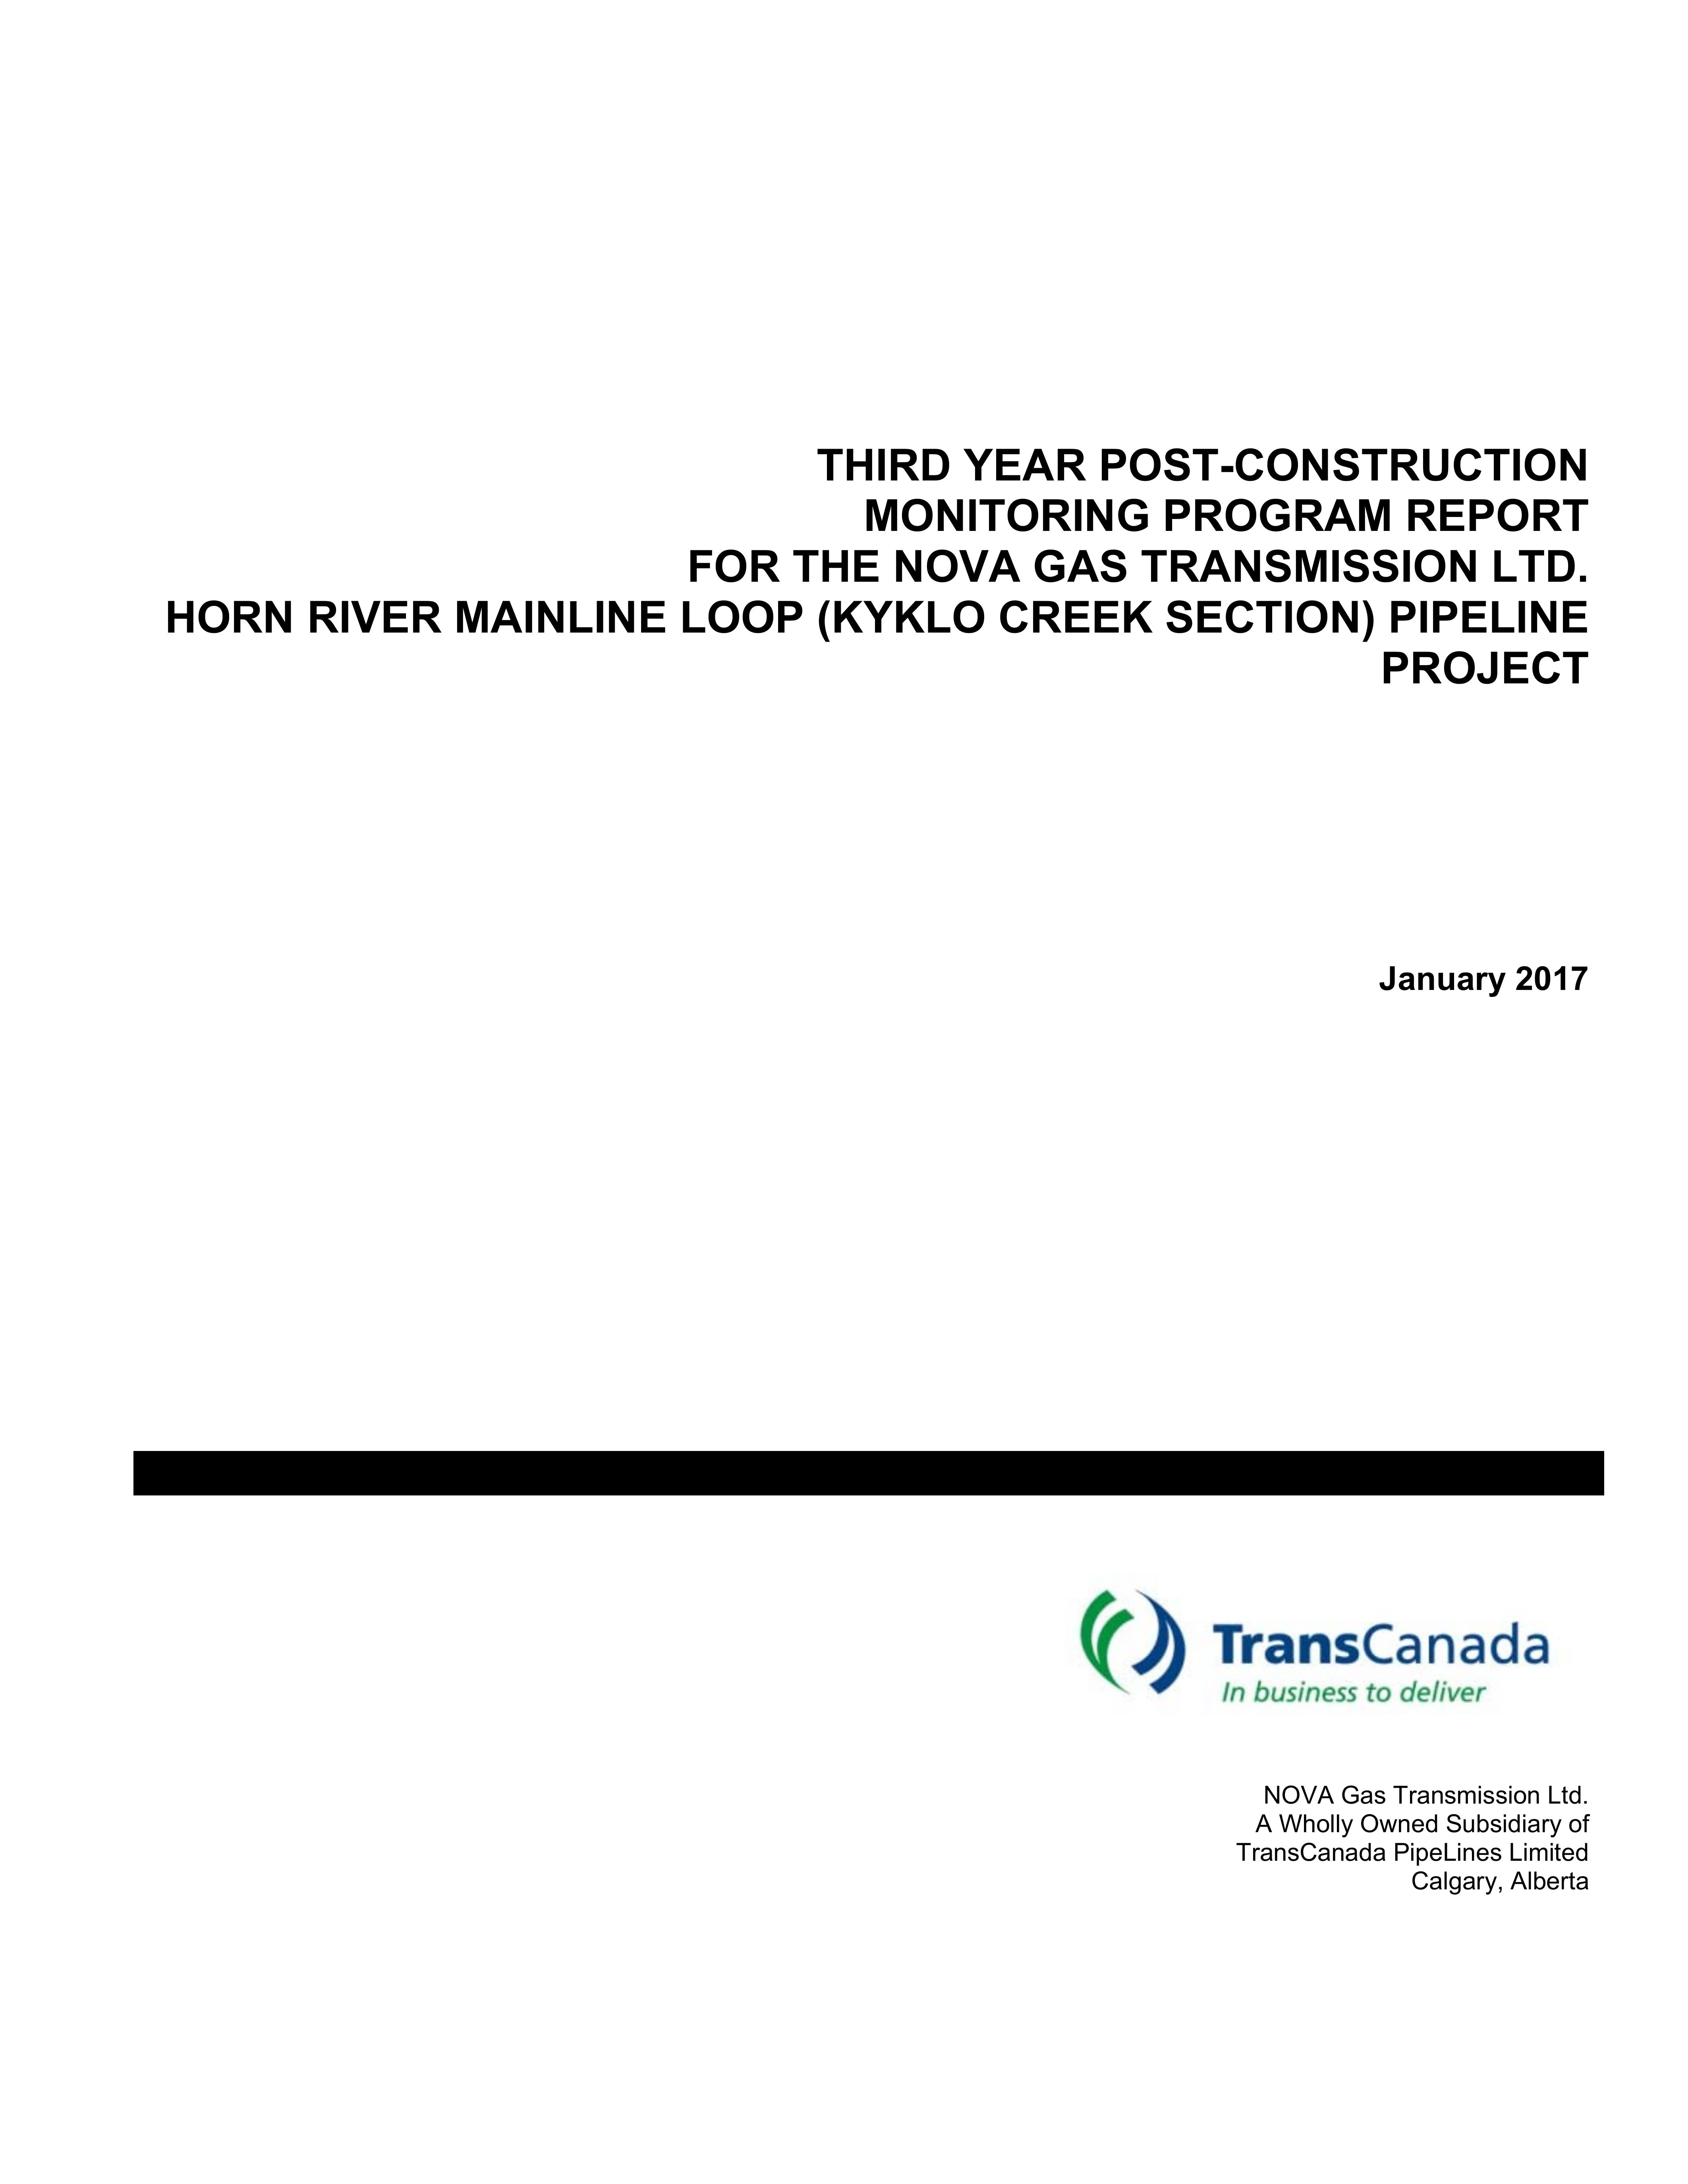 THIRD YEAR POST-CONSTRUCTION
MONITORING PROGRAM REPORT
FOR THE NOVA GAS TRANSMISSION LTD.
HORN RIVER MAINLINE LOOP (KYKLO CREEK SECTION) PIPELINE
PROJECT
January 2017
TransCanada
In business to deliver
NOVA Gas Transmission Ltd.
A Wholly Owned Subsidiary of
TransCanada PipeLines Limited
Calgary, Alberta